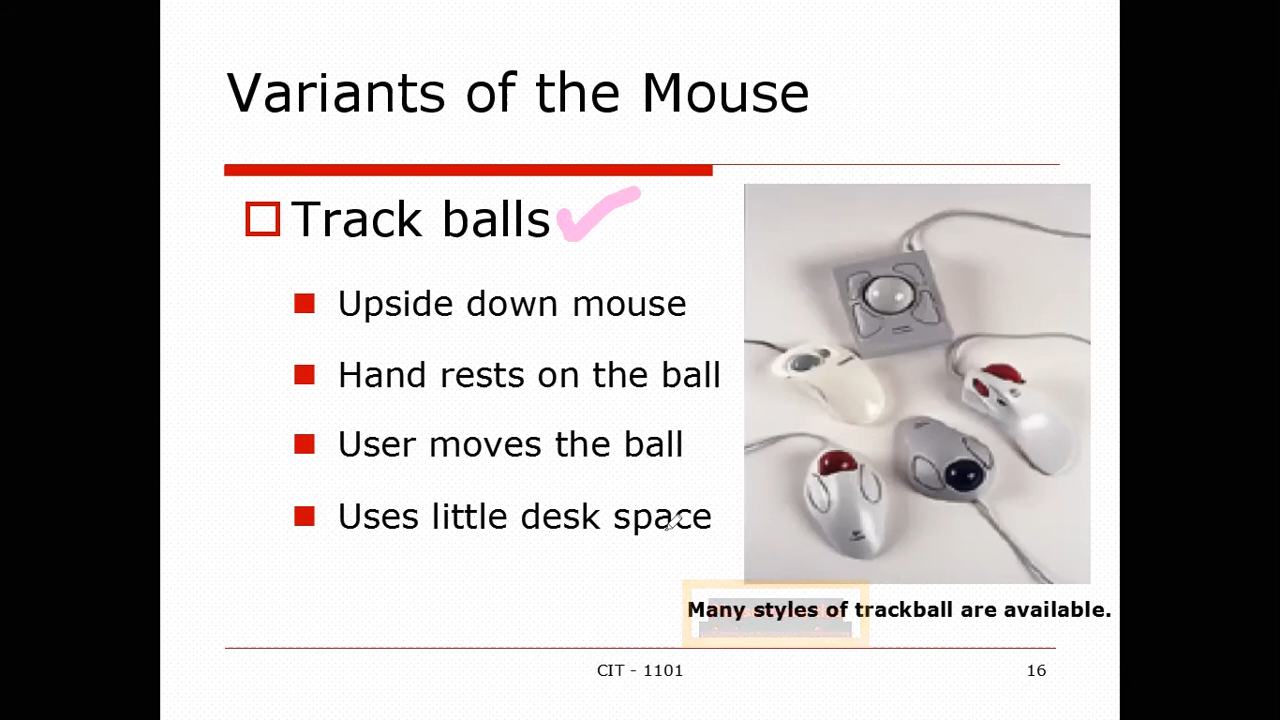 Variants of the Mouse
Track balls
Upside down mouse
Hand rests on the ball
User moves the ball
Uses little desk space
Many styles of trackball are available.
CIT - 1101
16